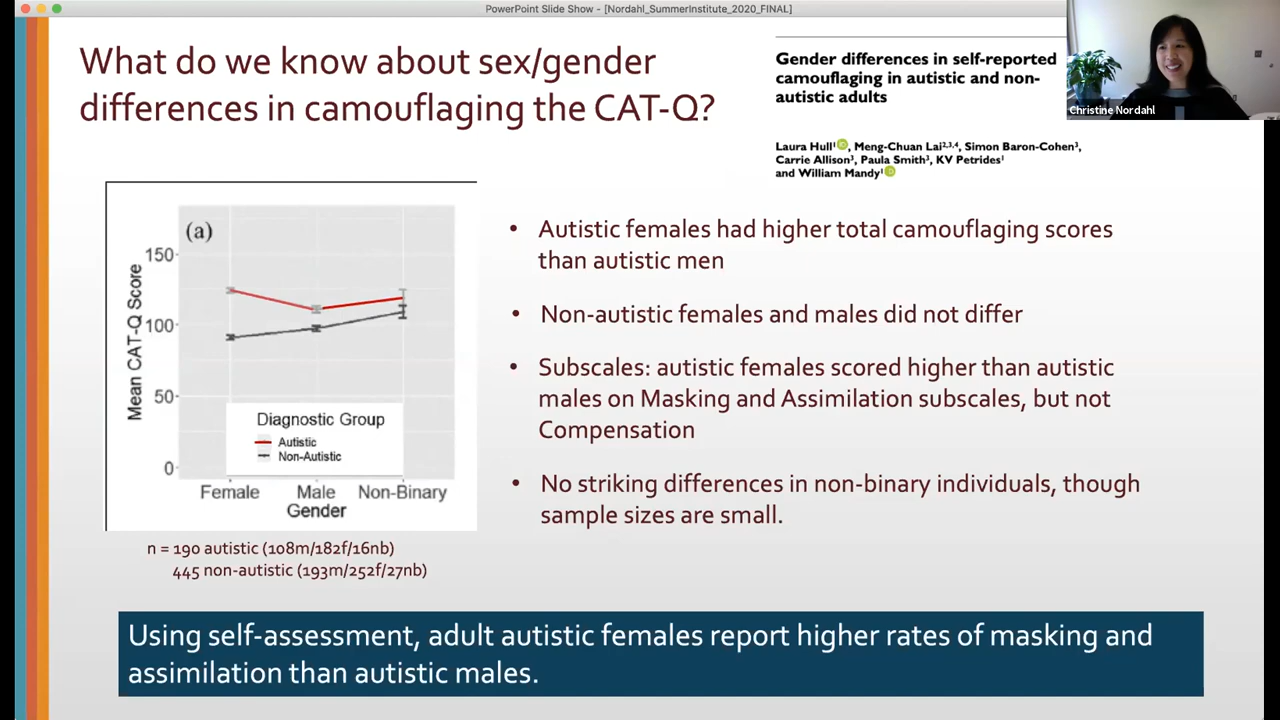 PowerPoint Slide Show - [Nordahl_SummerInstitute_2020_FINAL]
What do we know about sex/gender
differences in camouflaging the CAT-Q?
Gender differences in self-reported
camouflaging in autistic and non-
autistic adults
Christine Nordahl
Laura Hull¹, Meng-Chuan Lai²,³,⁴, Simon Baron-Cohen³,
Carrie Allison³, Paula Smith³, KV Petrides¹
and William Mandy¹
(a)
150
100
50
0
Mean CAT-Q Score
Diagnostic Group
Autistic
Non-Autistic
Female Male Non-Binary
Gender
n = 190 autistic (108m/182f/16nb)
445 non-autistic (193m/252f/27nb)
• Autistic females had higher total camouflaging scores
than autistic men
• Non-autistic females and males did not differ
• Subscales: autistic females scored higher than autistic
males on Masking and Assimilation subscales, but not
Compensation
• No striking differences in non-binary individuals, though
sample sizes are small.
Using self-assessment, adult autistic females report higher rates of masking and
assimilation than autistic males.